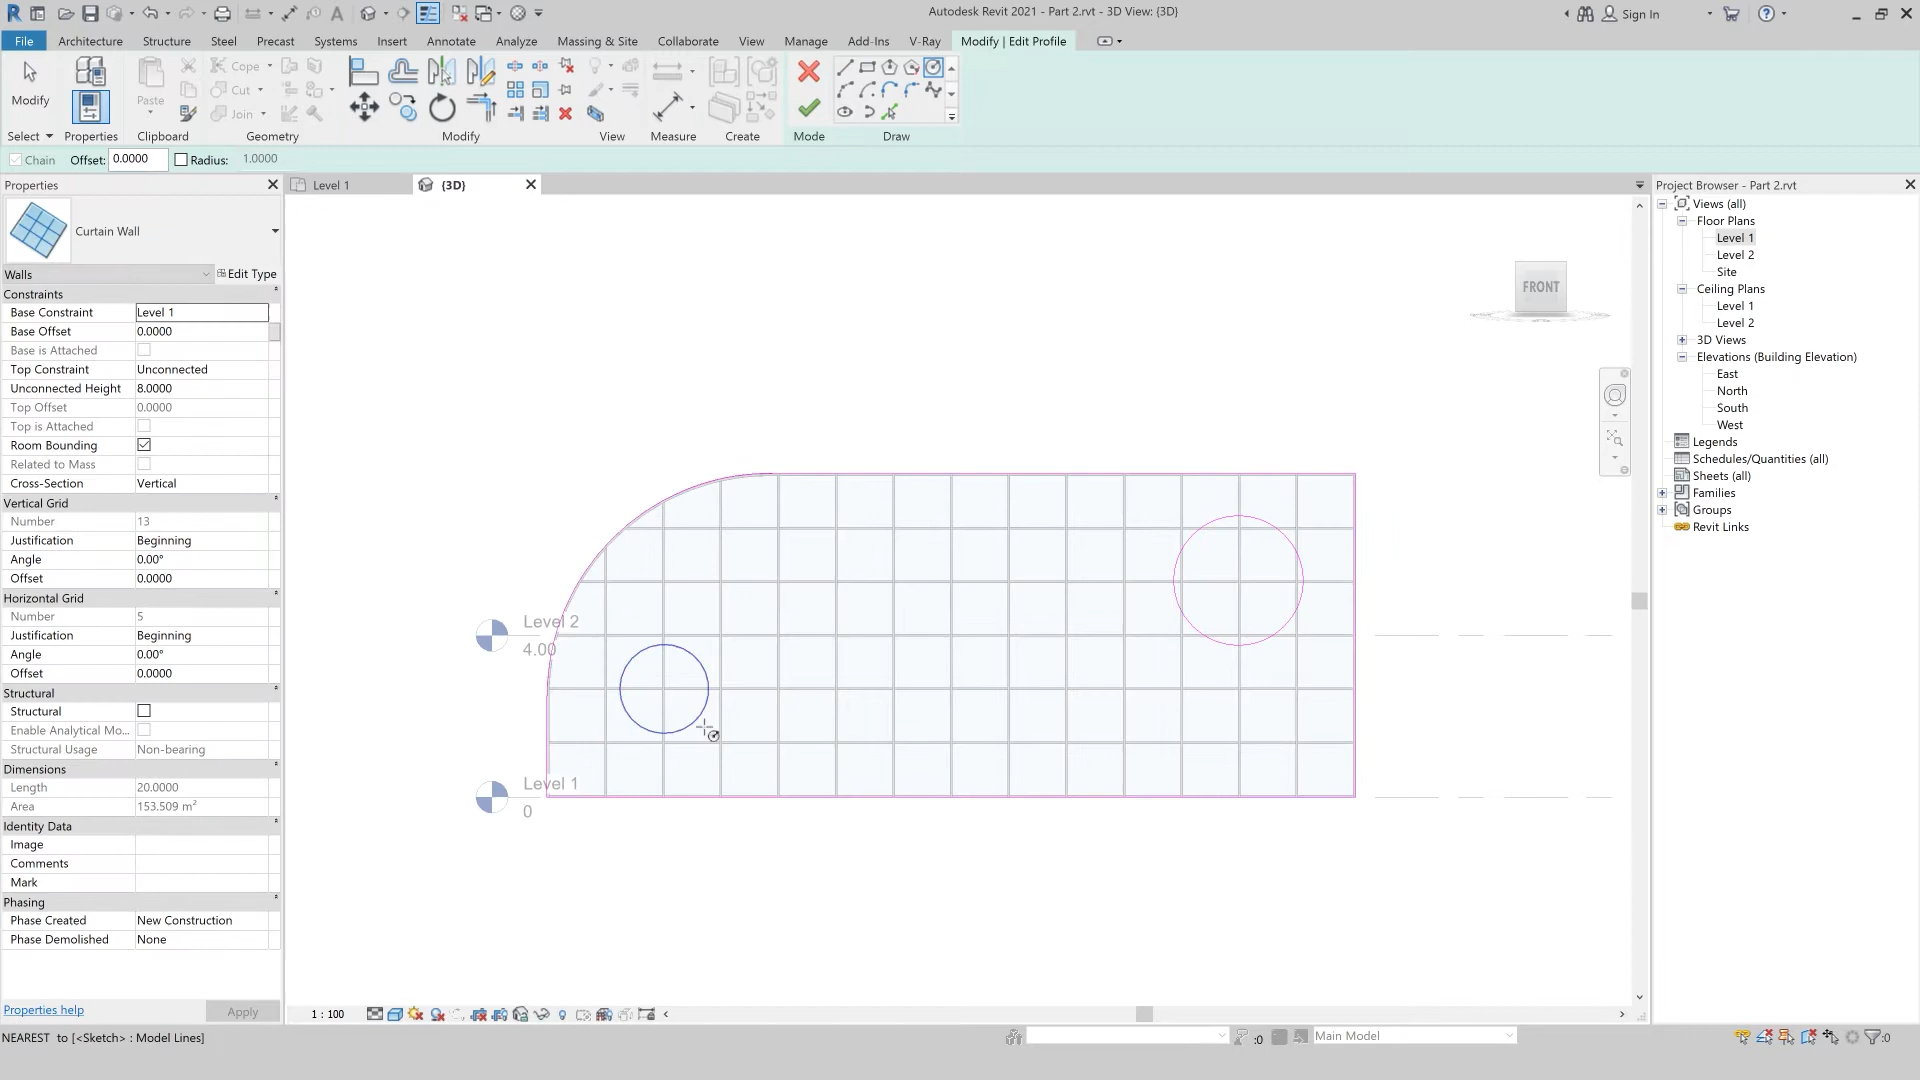 Autodesk Revit 2021 - Part 2.rvt - 3D View: {3D}
Sign In
File
Architecture
Structure
Steel
Precast
Systems
Insert
Annotate
Analyze
Massing & Site
Collaborate
View
Manage
Add-Ins
V-Ray
Modify | Edit Profile
Modify
Paste
Cope
Cut
Join
Select
Properties
Clipboard
Geometry
Modify
View
Measure
Create
Mode
Draw
Chain
Offset:
0.0000
Radius:
1.0000
Properties
Level 1
{3D}
Project Browser - Part 2.rvt
Curtain Wall
Walls
Edit Type
Constraints
Base Constraint
Level 1
Base Offset
0.0000
Base is Attached
Top Constraint
Unconnected
Unconnected Height
8.0000
Top Offset
0.0000
Top is Attached
Room Bounding
Related to Mass
Cross-Section
Vertical
Vertical Grid
Number
13
Justification
Beginning
Angle
0.00°
Offset
0.0000
Horizontal Grid
Number
5
Justification
Beginning
Angle
0.00°
Offset
0.0000
Structural
Structural
Enable Analytical Mo...
Structural Usage
Non-bearing
Dimensions
Length
20.0000
Area
153.509 m²
Identity Data
Image
Comments
Mark
Phasing
Phase Created
New Construction
Phase Demolished
None
Properties help
Apply
FRONT
Level 2
4.00
Level 1
0
Views (all)
Floor Plans
Level 1
Level 2
Site
Ceiling Plans
Level 1
Level 2
3D Views
Elevations (Building Elevation)
East
North
South
West
Legends
Schedules/Quantities (all)
Sheets (all)
Families
Groups
Revit Links
1 : 100
NEAREST to [<Sketch> : Model Lines]
:0
Main Model
:0